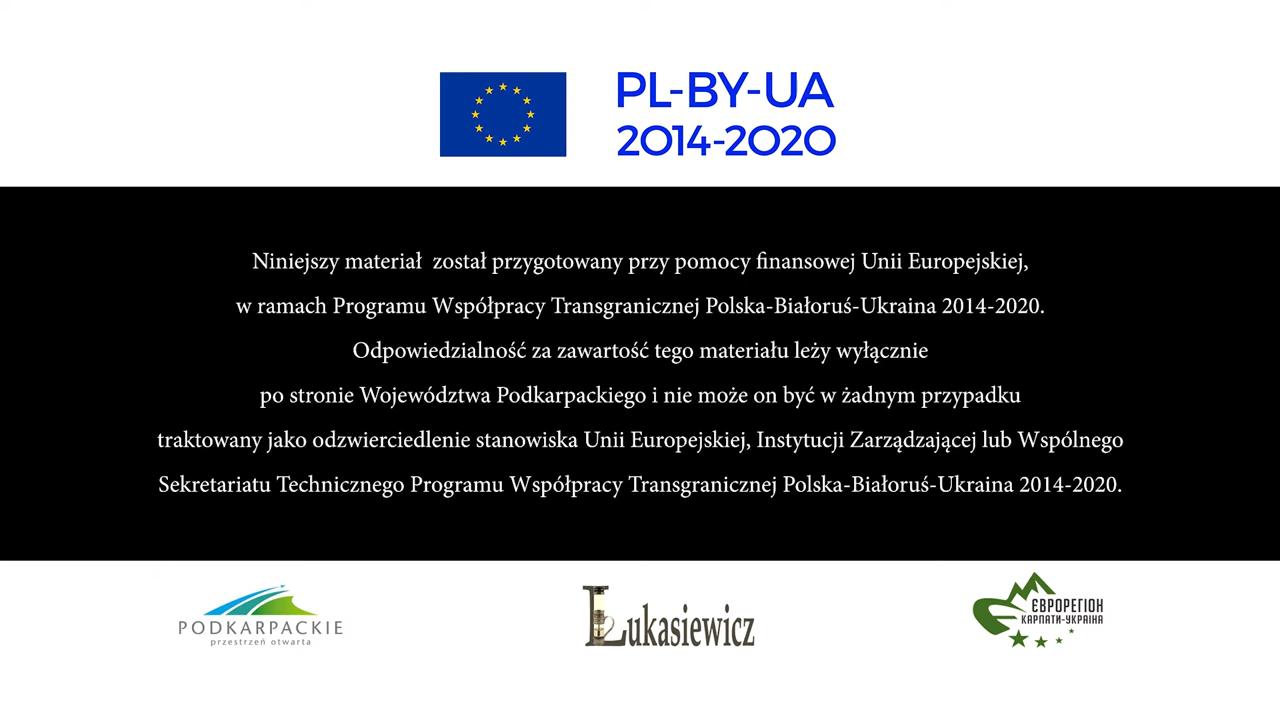 PL-BY-UA
2014-2020
Niniejszy materiał został przygotowany przy pomocy finansowej Unii Europejskiej,
w ramach Programu Współpracy Transgranicznej Polska-Białoruś-Ukraina 2014-2020.
Odpowiedzialność za zawartość tego materiału leży wyłącznie
po stronie Województwa Podkarpackiego i nie może on być w żadnym przypadku
traktowany jako odzwierciedlenie stanowiska Unii Europejskiej, Instytucji Zarządzającej lub Wspólnego
Sekretariatu Technicznego Programu Współpracy Transgranicznej Polska-Białoruś-Ukraina 2014-2020.
PODKARPACKIE
przestrzeń otwarta
Łukasiewicz
ЄВРОРЕГІОН
КАРПАТИ-УКРАЇНА